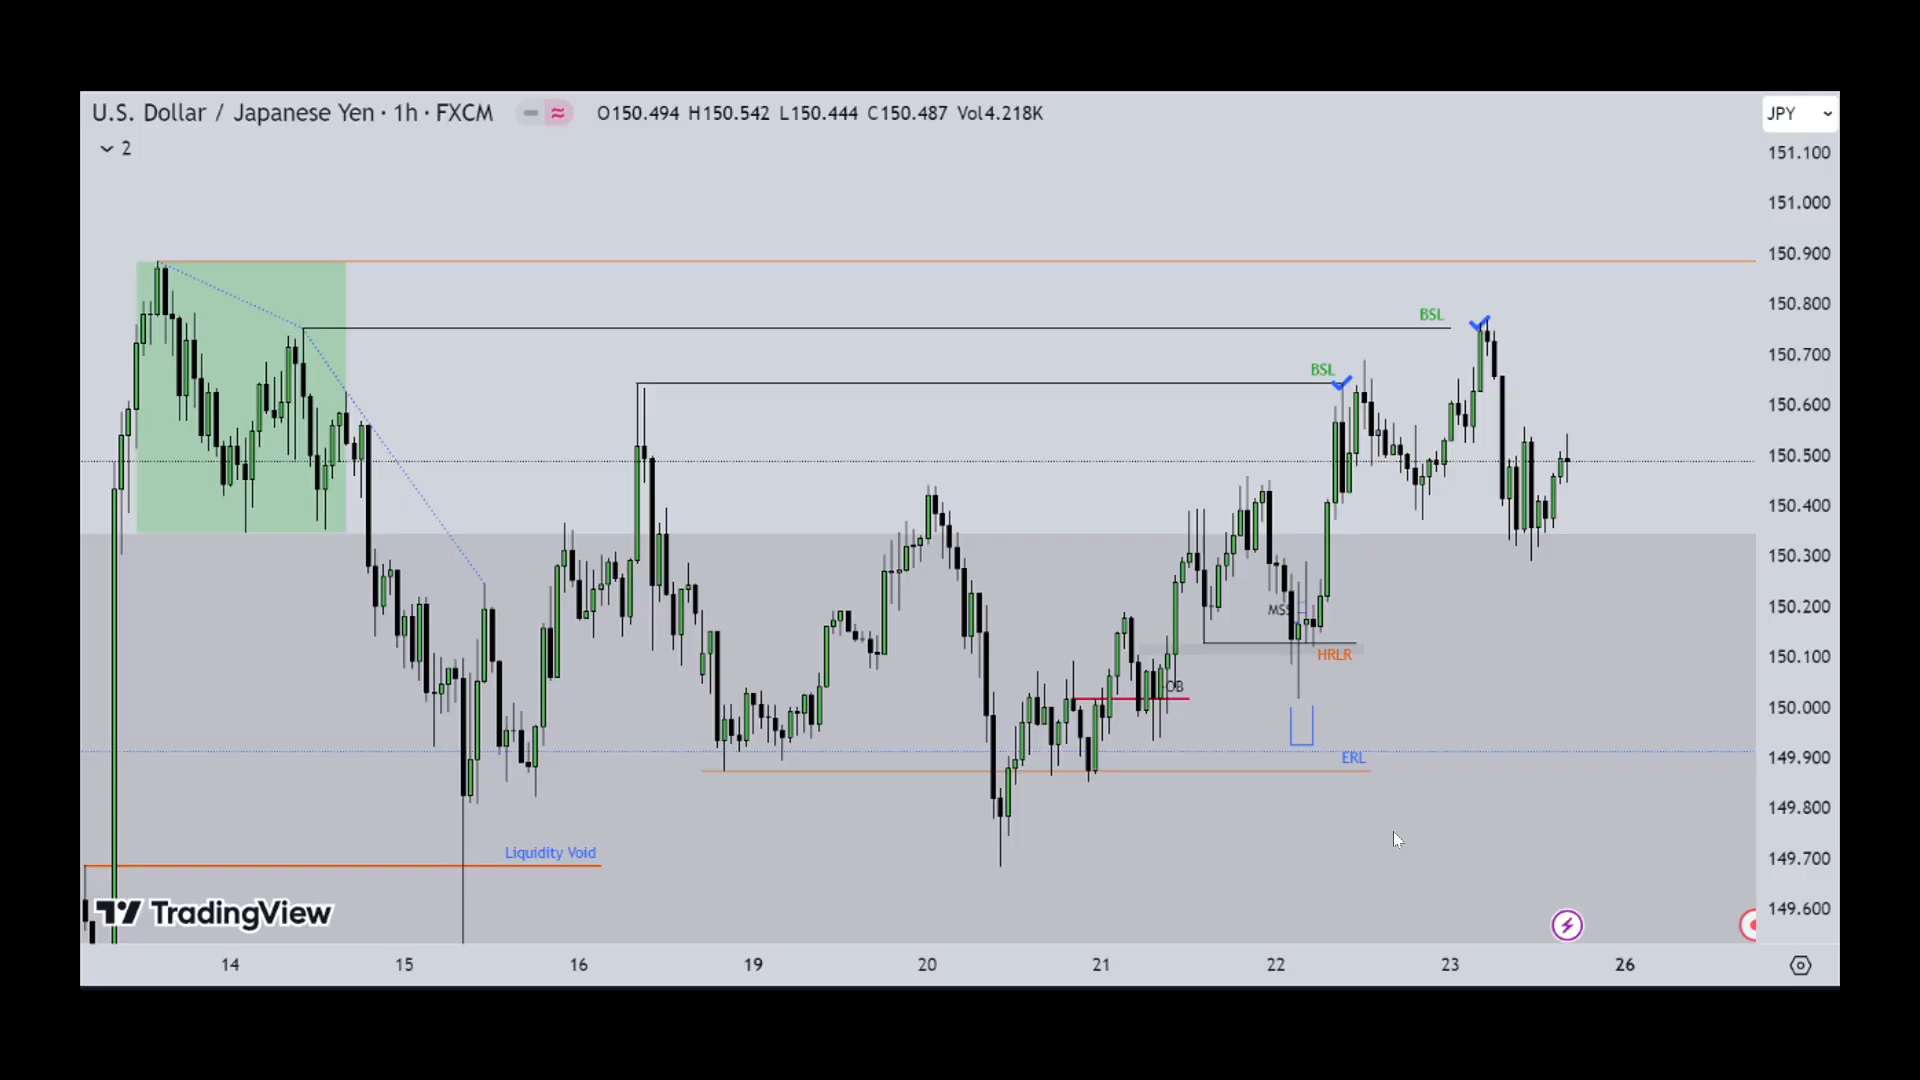 U.S. Dollar / Japanese Yen · 1h · FXCM O150.494 H150.542 L150.444 C150.487 Vol4.218K JPY
2
151.100
151.000
150.900
150.800
BSL
150.700
BSL
150.600
150.500
150.400
150.300
150.200
MSS
150.100
HRLR
OB
150.000
149.900
ERL
149.800
149.700
Liquidity Void
149.600
TradingView
14 15 16 19 20 21 22 23 26